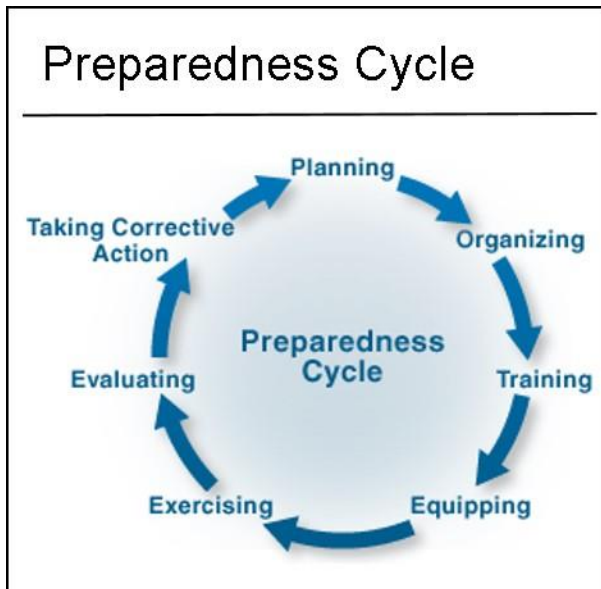 Preparedness Cycle
Planning
Organizing
Training
Equipping
Exercising
Evaluating
Taking Corrective
Action
Preparedness
Cycle